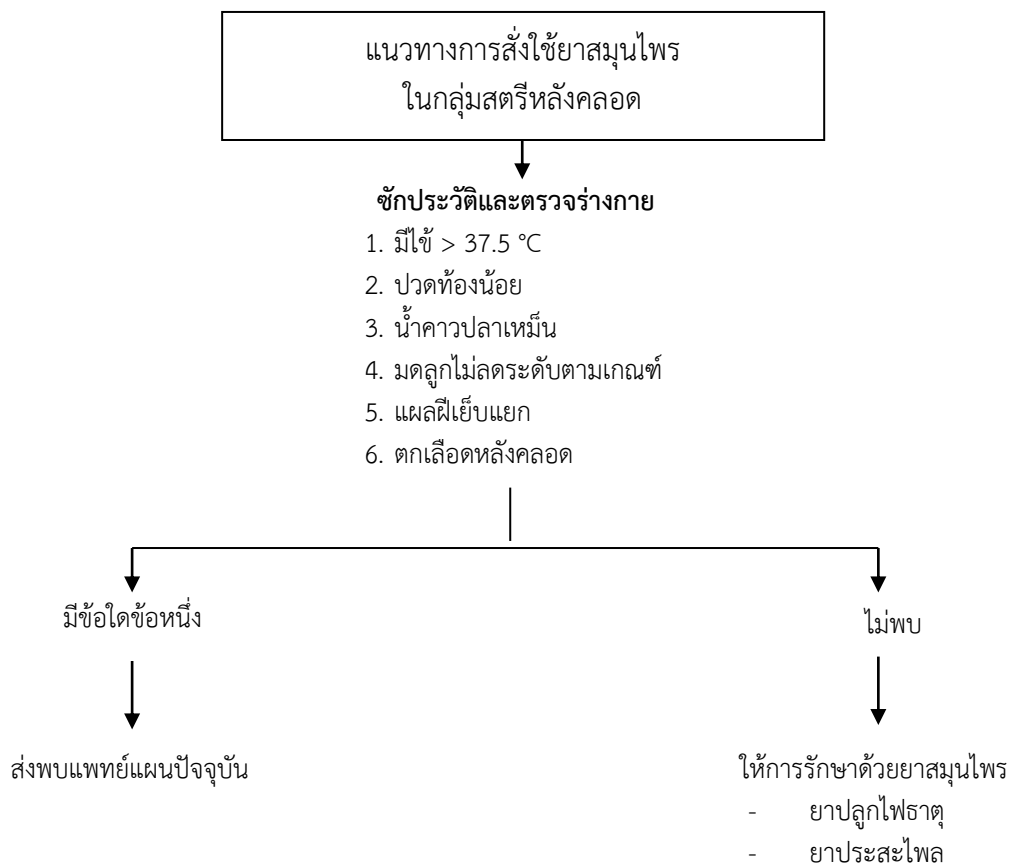 แนวทางการสั่งใช้ยาสมุนไพร
ในกลุ่มสตรีหลังคลอด
ซักประวัติและตรวจร่างกาย
1. มีไข้ > 37.5 °C
2. ปวดท้องน้อย
3. น้ำคาวปลาเหม็น
4. มดลูกไม่ลดระดับตามเกณฑ์
5. แผลฝีเย็บแยก
6. ตกเลือดหลังคลอด
มีข้อใดข้อหนึ่ง
ไม่พบ
ส่งพบแพทย์แผนปัจจุบัน
ให้การรักษาด้วยยาสมุนไพร
- ยาปลูกไฟธาตุ
- ยาประสะไพล